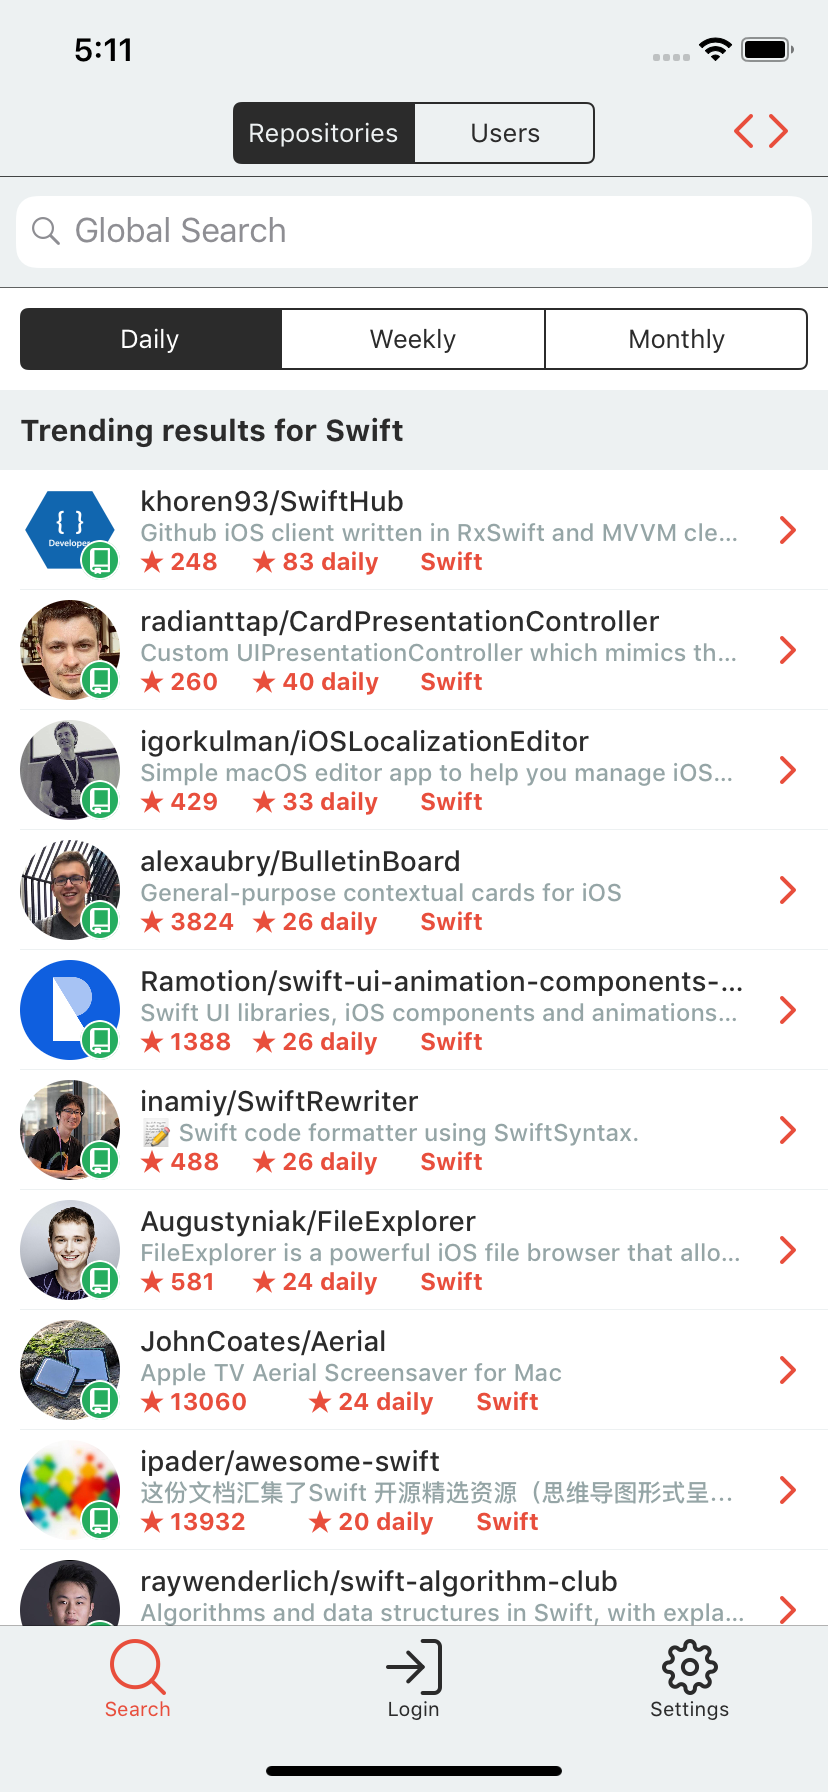 5:11
Repositories Users
Global Search
Daily Weekly Monthly
Trending results for Swift
khoren93/SwiftHub
{ }
Developer
Github iOS client written in RxSwift and MVVM cle...
★ 248 ★ 83 daily Swift
radianttap/CardPresentationController
Custom UIPresentationController which mimics th...
★ 260 ★ 40 daily Swift
igorkulman/iOSLocalizationEditor
Simple macOS editor app to help you manage iOS...
★ 429 ★ 33 daily Swift
alexaubry/BulletinBoard
General-purpose contextual cards for iOS
★ 3824 ★ 26 daily Swift
Ramotion/swift-ui-animation-components-...
Swift UI libraries, iOS components and animations...
★ 1388 ★ 26 daily Swift
inamiy/SwiftRewriter
📝 Swift code formatter using SwiftSyntax.
★ 488 ★ 26 daily Swift
Augustyniak/FileExplorer
FileExplorer is a powerful iOS file browser that allo...
★ 581 ★ 24 daily Swift
JohnCoates/Aerial
Apple TV Aerial Screensaver for Mac
★ 13060 ★ 24 daily Swift
ipader/awesome-swift
这份文档汇集了Swift 开源精选资源（思维导图形式呈...
★ 13932 ★ 20 daily Swift
raywenderlich/swift-algorithm-club
Algorithms and data structures in Swift, with expla...
Search Login Settings